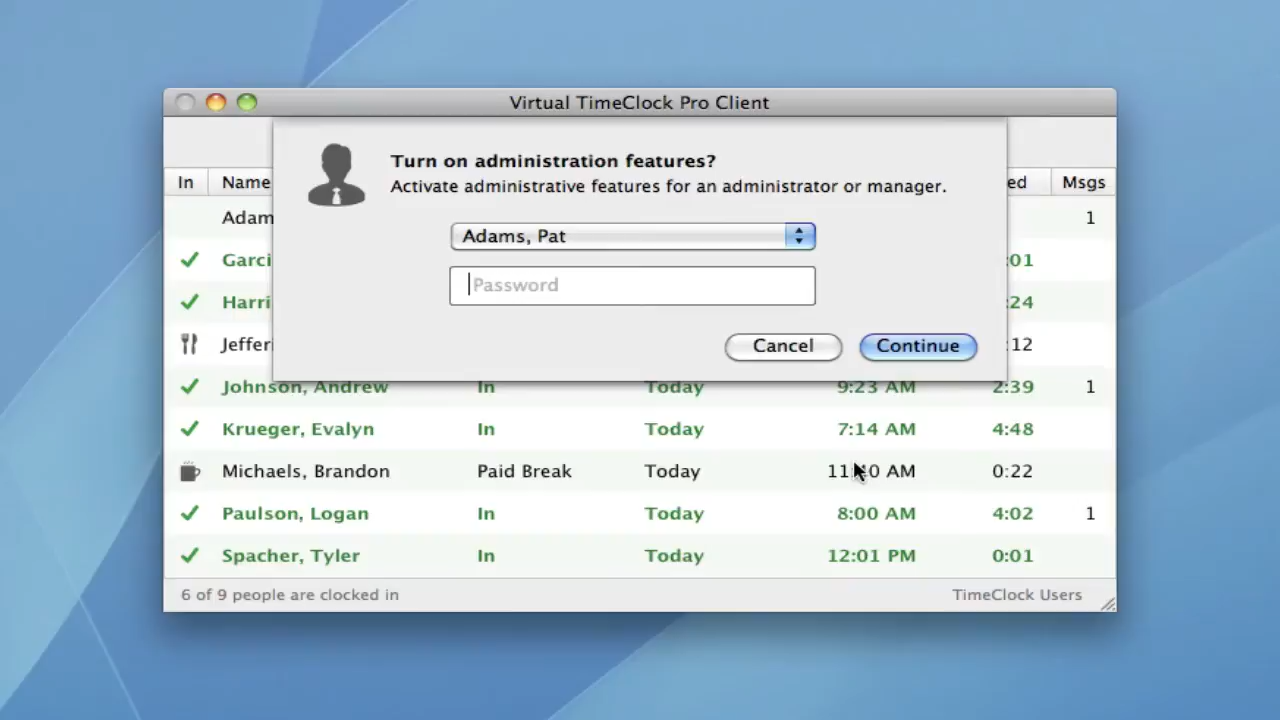 Virtual TimeClock Pro Client
Turn on administration features?
Activate administrative features for an administrator or manager.
Adams, Pat
Password
Cancel Continue
In Name ed Msgs
Adam 1
Garci :01
Harri :24
Jefferi :12
Johnson, Andrew In Today 9:23 AM 2:39 1
Krueger, Evalyn In Today 7:14 AM 4:48
Michaels, Brandon Paid Break Today AM 0:22
Paulson, Logan In Today 8:00 AM 4:02 1
Spacher, Tyler In Today 12:01 PM 0:01
6 of 9 people are clocked in TimeClock Users